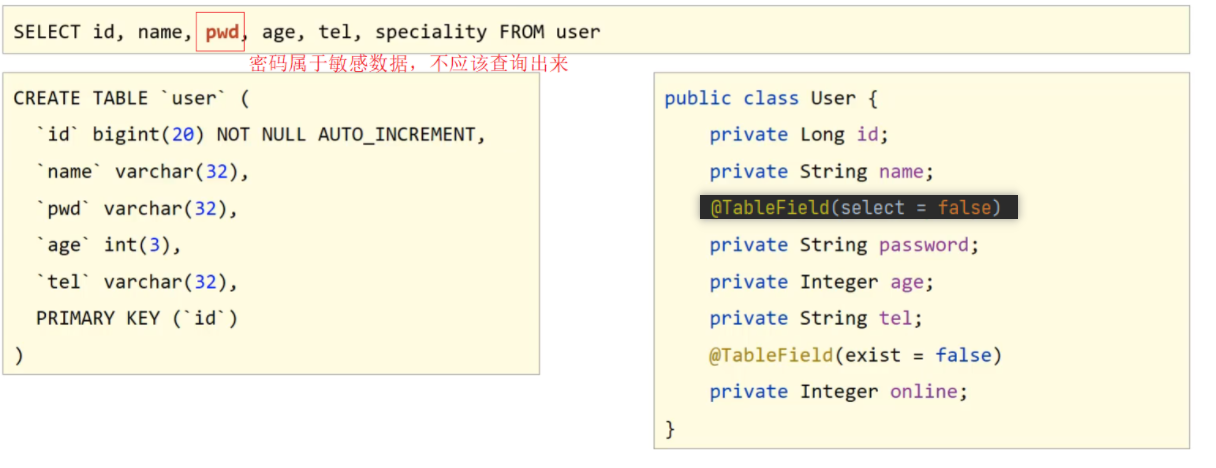 SELECT id, name, pwd, age, tel, speciality FROM user
密码属于敏感数据，不应该查询出来
CREATE TABLE `user` (
`id` bigint(20) NOT NULL AUTO_INCREMENT,
`name` varchar(32),
`pwd` varchar(32),
`age` int(3),
`tel` varchar(32),
PRIMARY KEY (`id`)
)
public class User {
private Long id;
private String name;
@TableField(select = false)
private String password;
private Integer age;
private String tel;
@TableField(exist = false)
private Integer online;
}